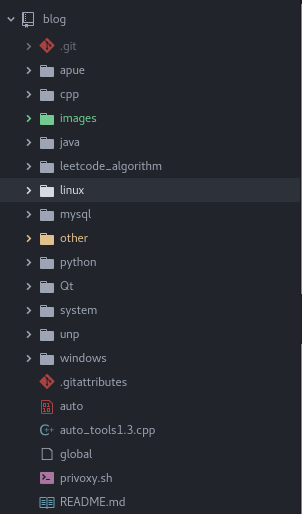 blog
.git
apue
cpp
images
java
leetcode_algorithm
linux
mysql
other
python
Qt
system
unp
windows
.gitattributes
auto
auto_tools1.3.cpp
global
privoxy.sh
README.md